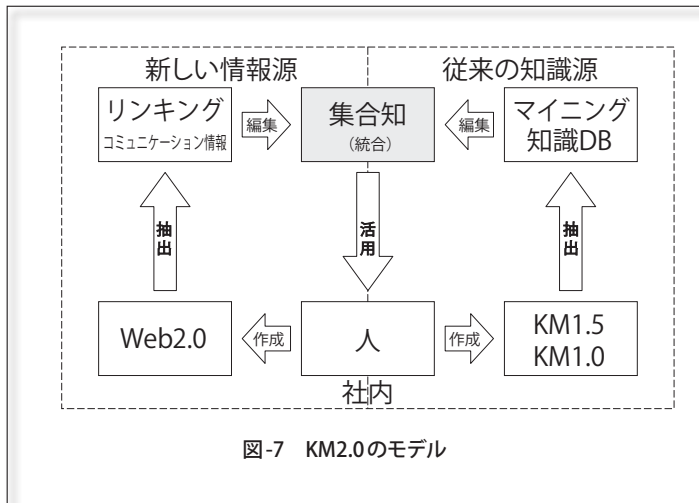 新しい情報源
従来の知識源
リンキング
コミュニケーション情報
編集
集合知
(統合)
編集
マイニング
知識DB
抽出
活用
抽出
Web2.0
作成
人
作成
KM1.5
KM1.0
社内
図-7 KM2.0のモデル